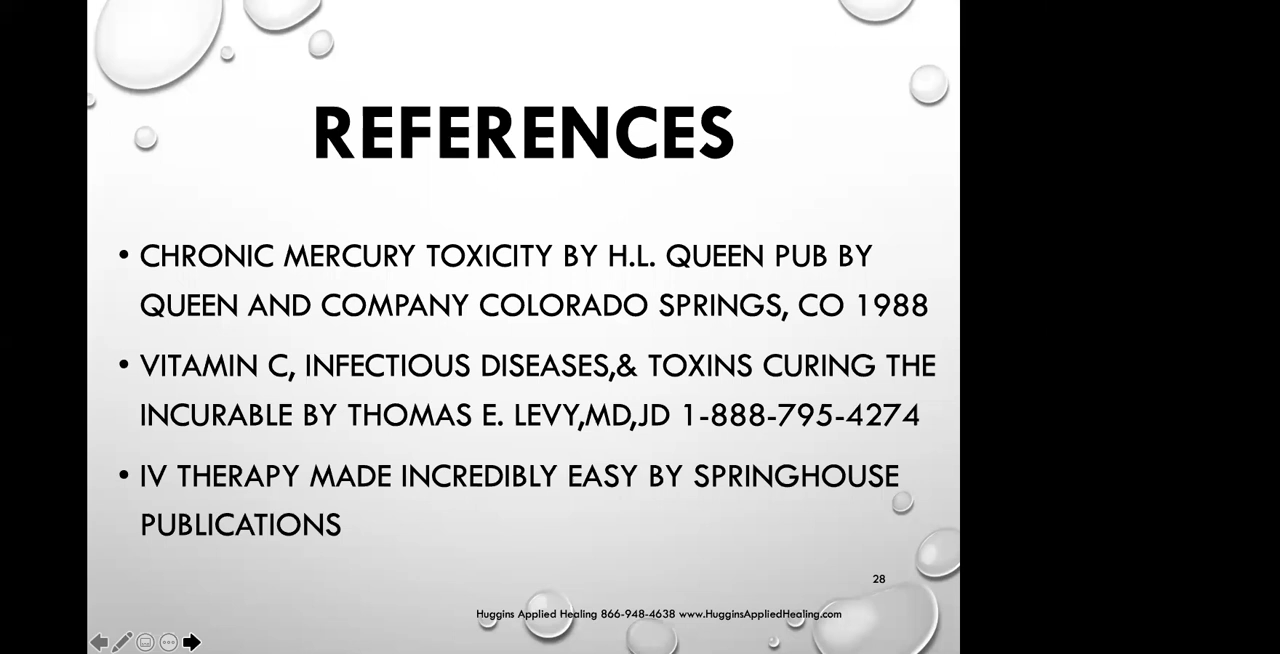 REFERENCES
• CHRONIC MERCURY TOXICITY BY H.L. QUEEN PUB BY
QUEEN AND COMPANY COLORADO SPRINGS, CO 1988
• VITAMIN C, INFECTIOUS DISEASES,& TOXINS CURING THE
INCURABLE BY THOMAS E. LEVY,MD,JD 1-888-795-4274
• IV THERAPY MADE INCREDIBLY EASY BY SPRINGHOUSE
PUBLICATIONS
28
Huggins Applied Healing 866-948-4638 www.HugginsAppliedHealing.com